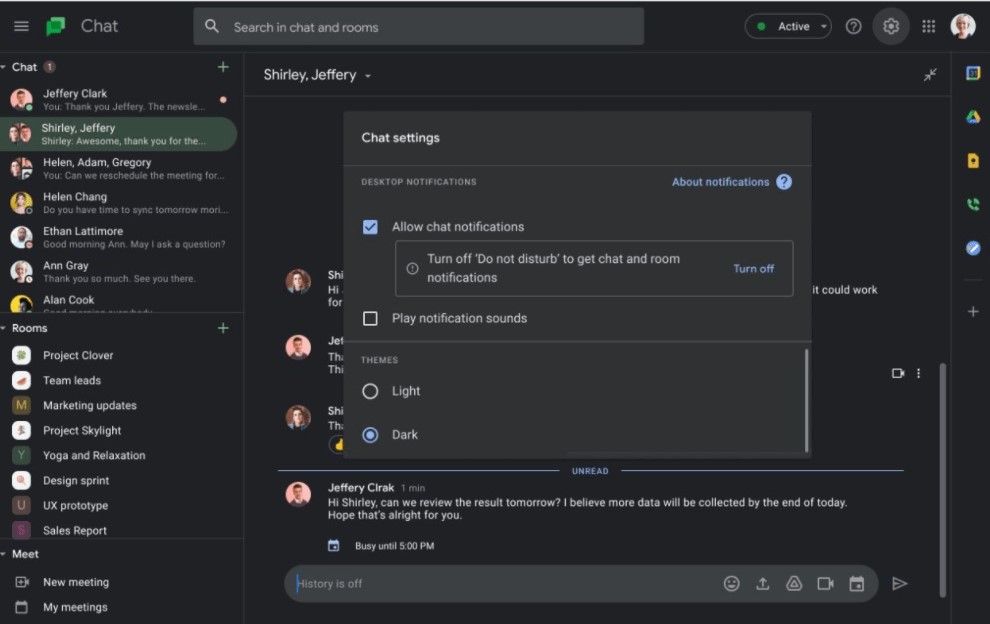 Chat
Search in chat and rooms
Active
Chat 1
Jeffery Clark
You: Thank you Jeffery. The newsle...
Shirley, Jeffery
Shirley: Awesome, thank you for the...
Helen, Adam, Gregory
You: Can we reschedule the meeting for...
Helen Chang
Do you have time to sync tomorrow mori...
Ethan Lattimore
Good morning Ann. May I ask a question?
Ann Gray
Thank you so much. See you there.
Alan Cook
Good morning everybody
Rooms
Project Clover
Team leads
M Marketing updates
Project Skylight
Y Yoga and Relaxation
Design sprint
U UX prototype
S Sales Report
Meet
New meeting
My meetings
Shirley, Jeffery
Chat settings
DESKTOP NOTIFICATIONS
About notifications ?
Allow chat notifications
Turn off 'Do not disturb' to get chat and room
notifications
Turn off
Play notification sounds
THEMES
Light
Dark
Shi
Hi
it could work
for
Jef
Tha
Thi
Shi
Tha
UNREAD
Jeffery Clrak 1 min
Hi Shirley, can we review the result tomorrow? I believe more data will be collected by the end of today.
Hope that's alright for you.
Busy until 5:00 PM
History is off
31